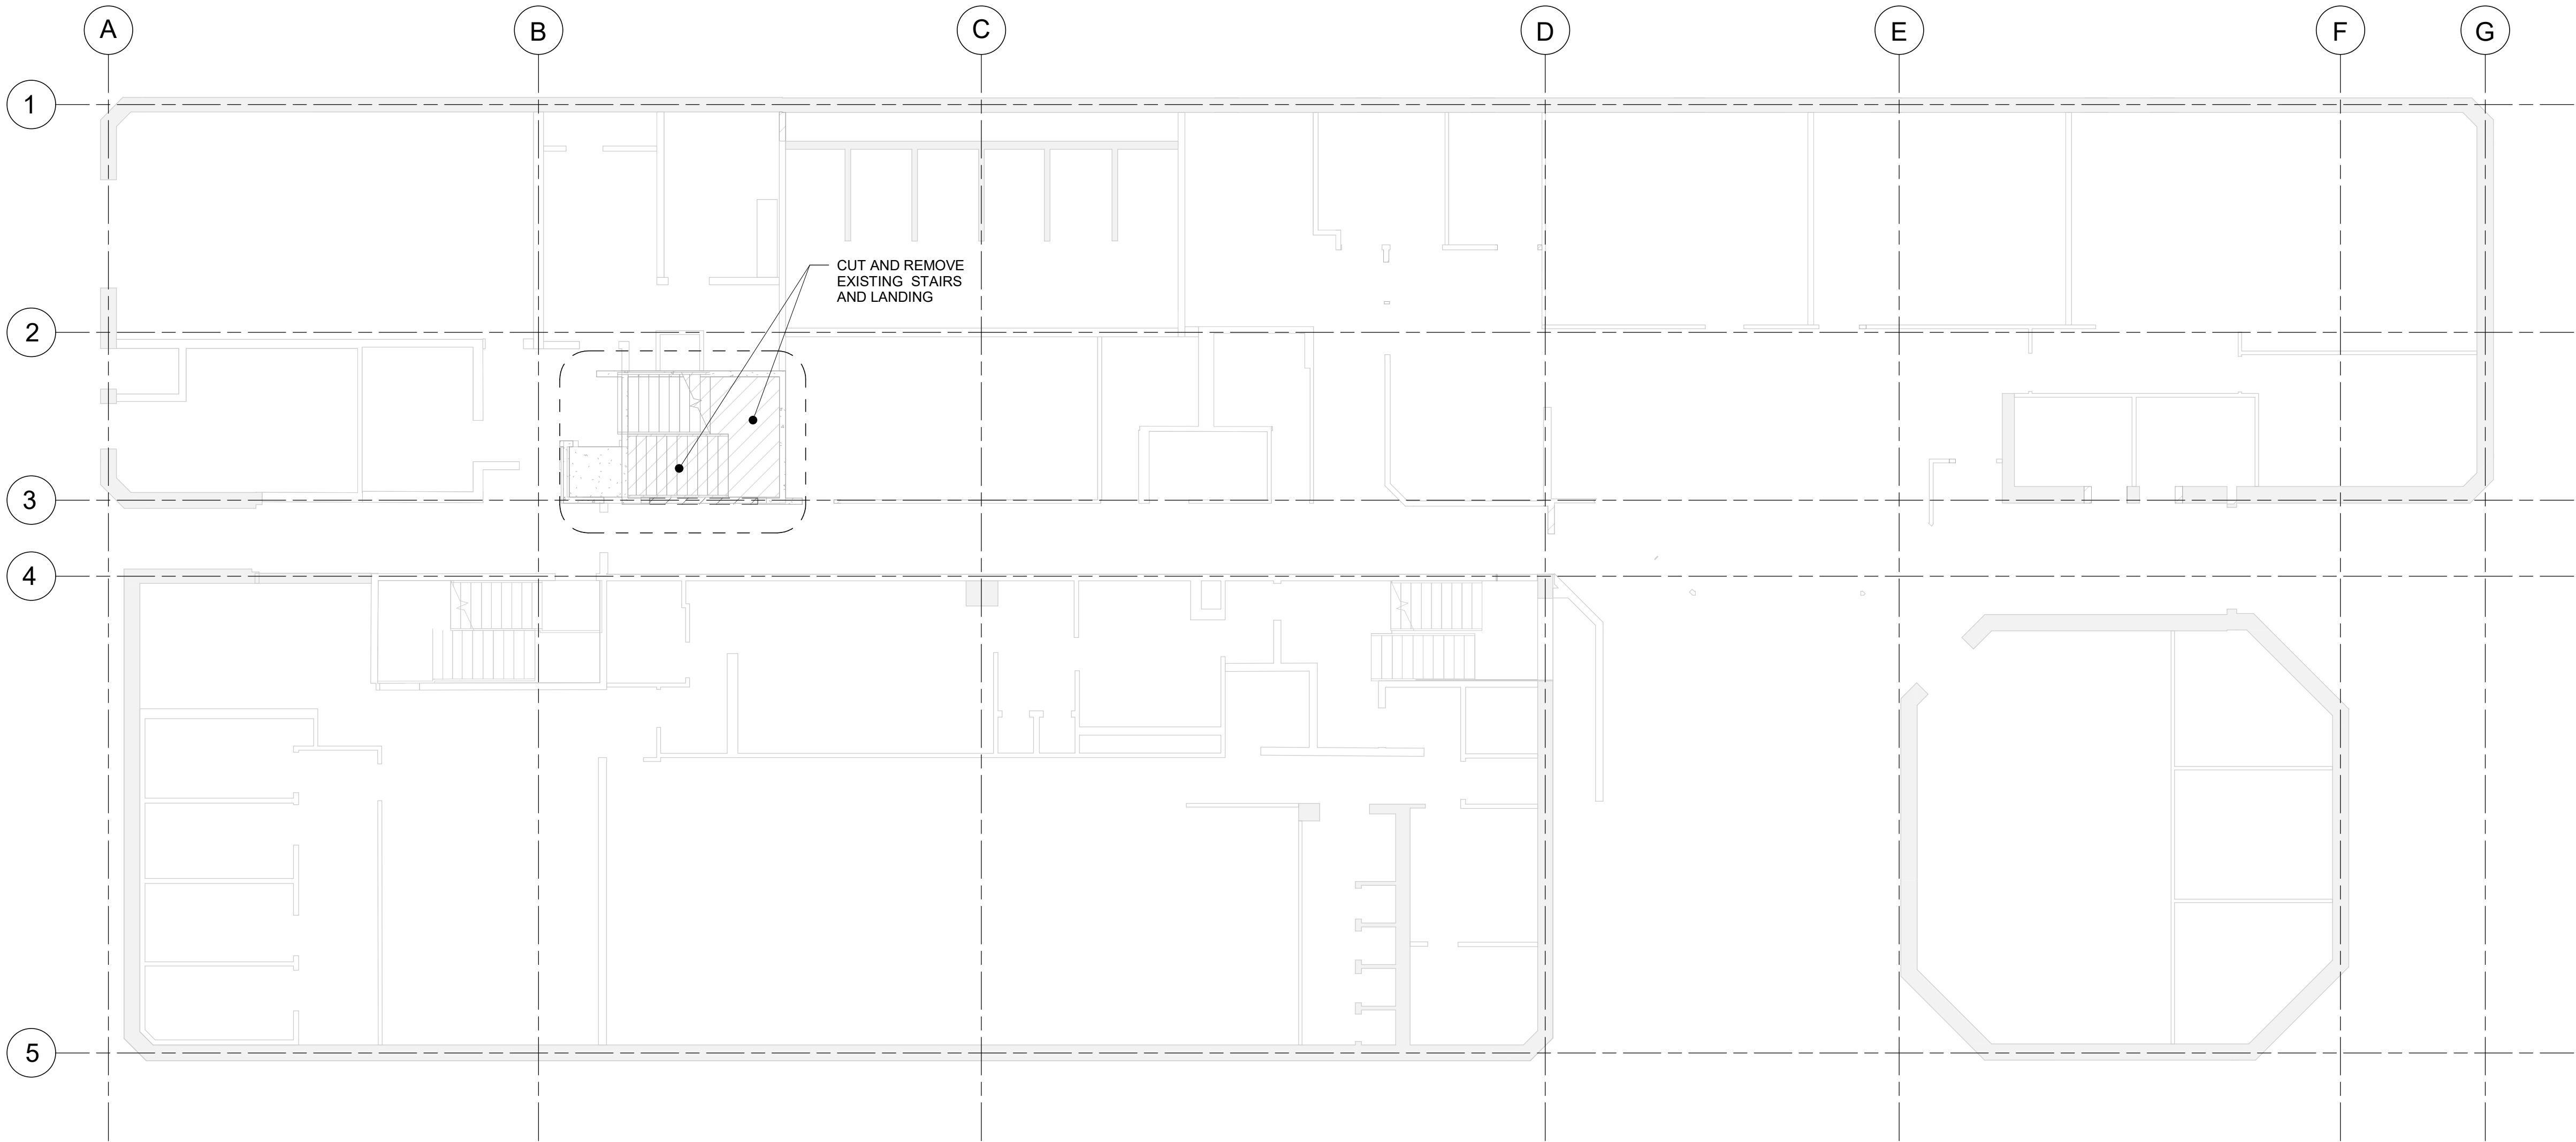 A
B
C
D
E
F
G
1
CUT AND REMOVE
EXISTING STAIRS
AND LANDING
2
3
4
5